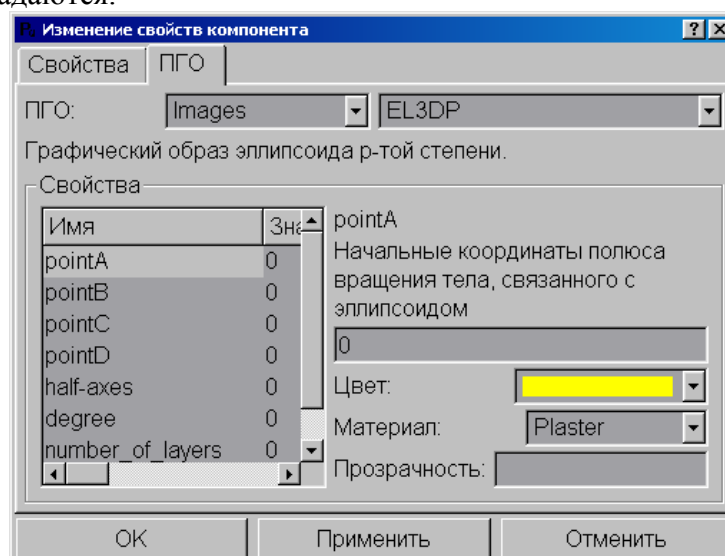 Изменение свойств компонента
Свойства ПГО
ПГО: Images EL3DP
Графический образ эллипсоида p-той степени.
Свойства
Имя
pointA 0
pointB 0
pointC 0
pointD 0
half-axes 0
degree 0
number_of_layers 0
pointA
Начальные координаты полюса
вращения тела, связанного с
эллипсоидом
0
Цвет:
Материал: Plaster
Прозрачность:
OK Применить Отменить